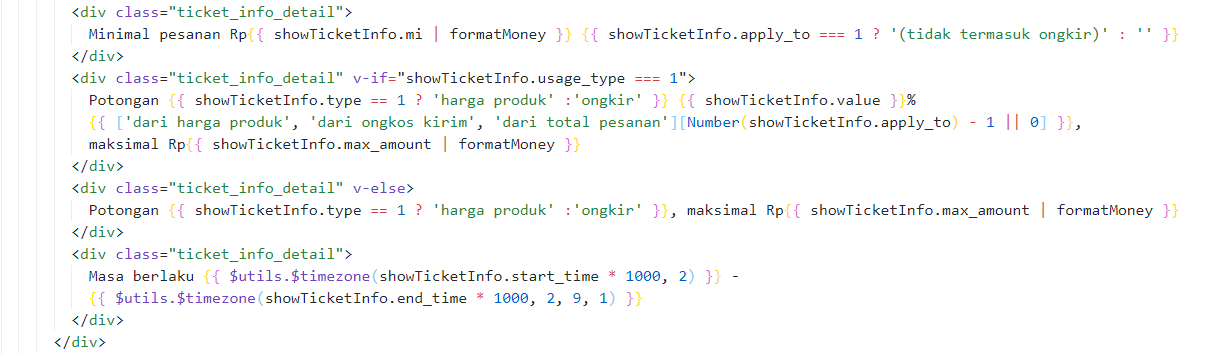 <div class="ticket_info_detail">
Minimal pesanan Rp{{ showTicketInfo.mi | formatMoney }} {{ showTicketInfo.apply_to === 1 ? '(tidak termasuk ongkir)' : '' }}
</div>
<div class="ticket_info_detail" v-if="showTicketInfo.usage_type === 1">
Potongan {{ showTicketInfo.type == 1 ? 'harga produk' :'ongkir' }} {{ showTicketInfo.value }}%
{{ ['dari harga produk', 'dari ongkos kirim', 'dari total pesanan'][Number(showTicketInfo.apply_to) - 1 || 0] }},
maksimal Rp{{ showTicketInfo.max_amount | formatMoney }}
</div>
<div class="ticket_info_detail" v-else>
Potongan {{ showTicketInfo.type == 1 ? 'harga produk' :'ongkir' }}, maksimal Rp{{ showTicketInfo.max_amount | formatMoney }}
</div>
<div class="ticket_info_detail">
Masa berlaku {{ $utils.$timezone(showTicketInfo.start_time * 1000, 2) }} -
{{ $utils.$timezone(showTicketInfo.end_time * 1000, 2, 9, 1) }}
</div>
</div>